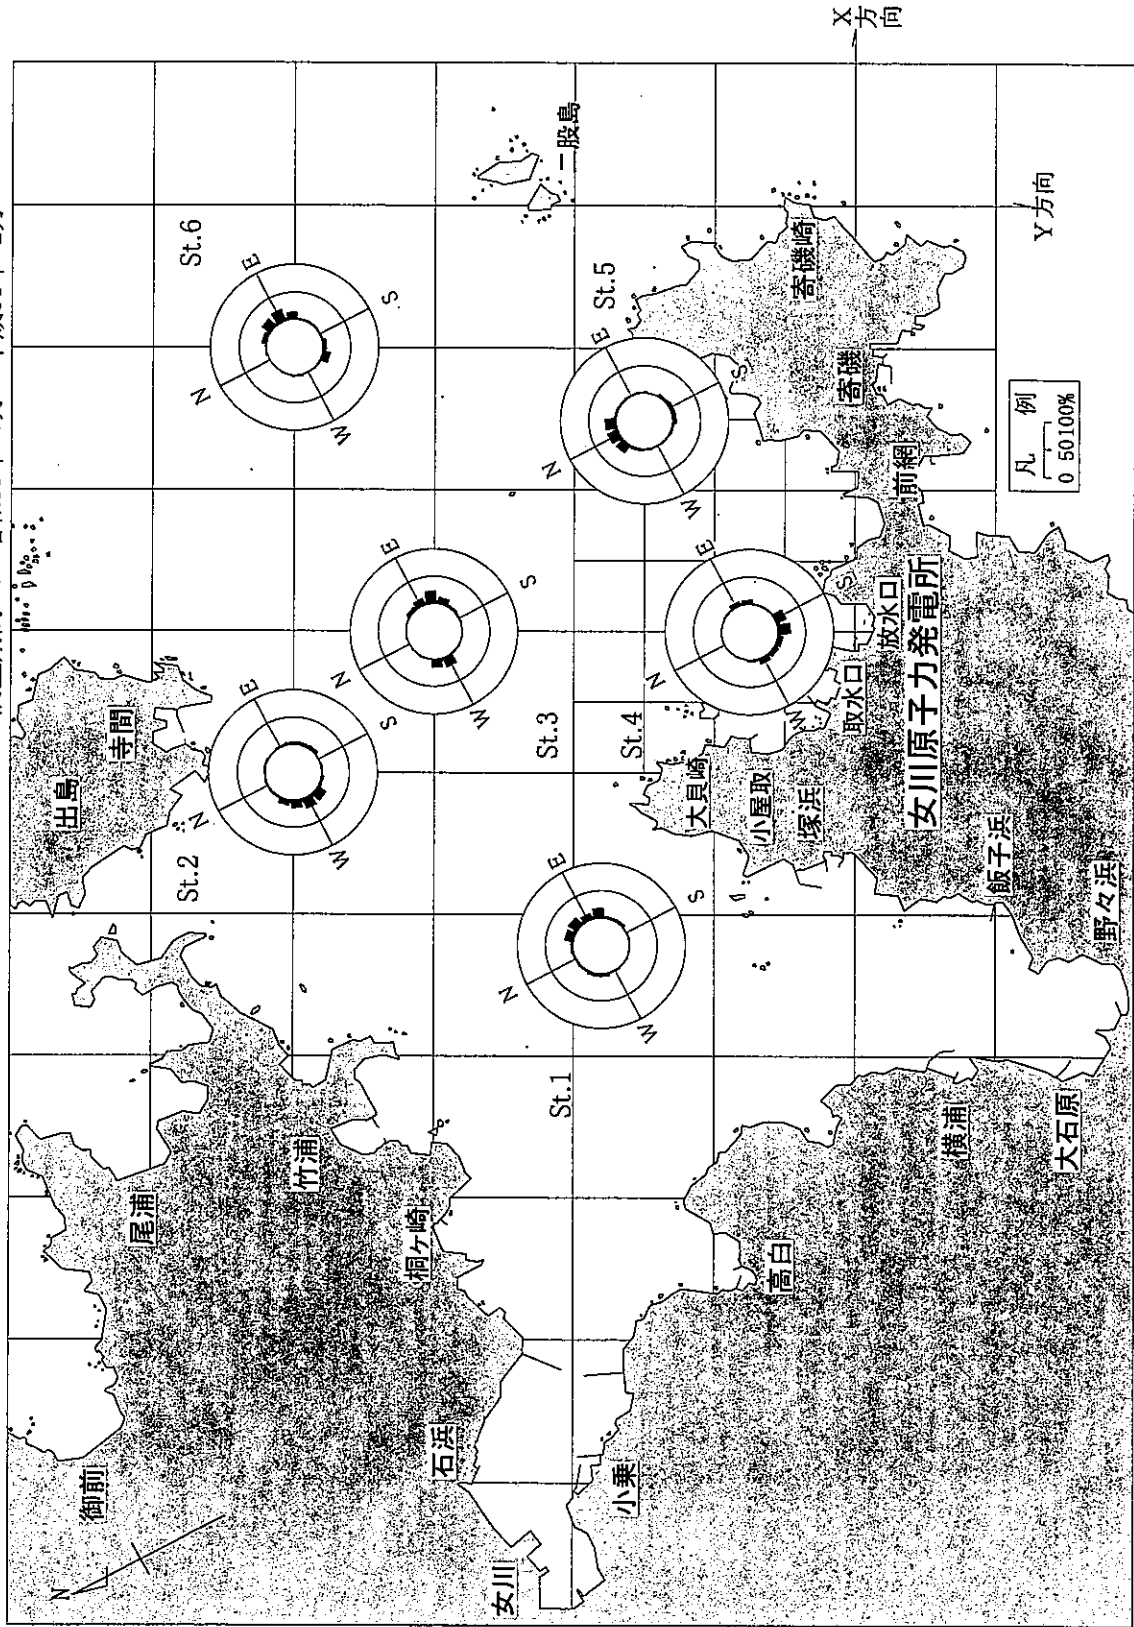 X方向
Y方向
二股島
St.6
N
E
S
W
St.5
N
E
S
W
寄磯崎
寄磯
前網
凡 例
0 50100%
出島
寺間
St.2
N
E
S
W
St.3
N
E
S
W
St.4
N
E
S
W
大貝崎
小屋取
塚浜
取水口
放水口
女川原子力発電所
飯子浜
野々浜
St.1
N
E
S
W
尾浦
竹浦
桐ヶ崎
御前
石浜
女川
小乗
高白
横浦
大石原
N